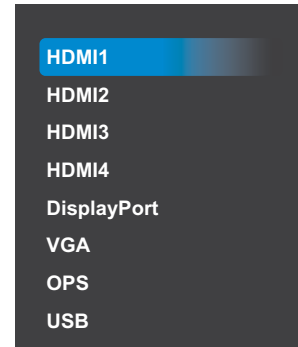 HDMI1
HDMI2
HDMI3
HDMI4
DisplayPort
VGA
OPS
USB